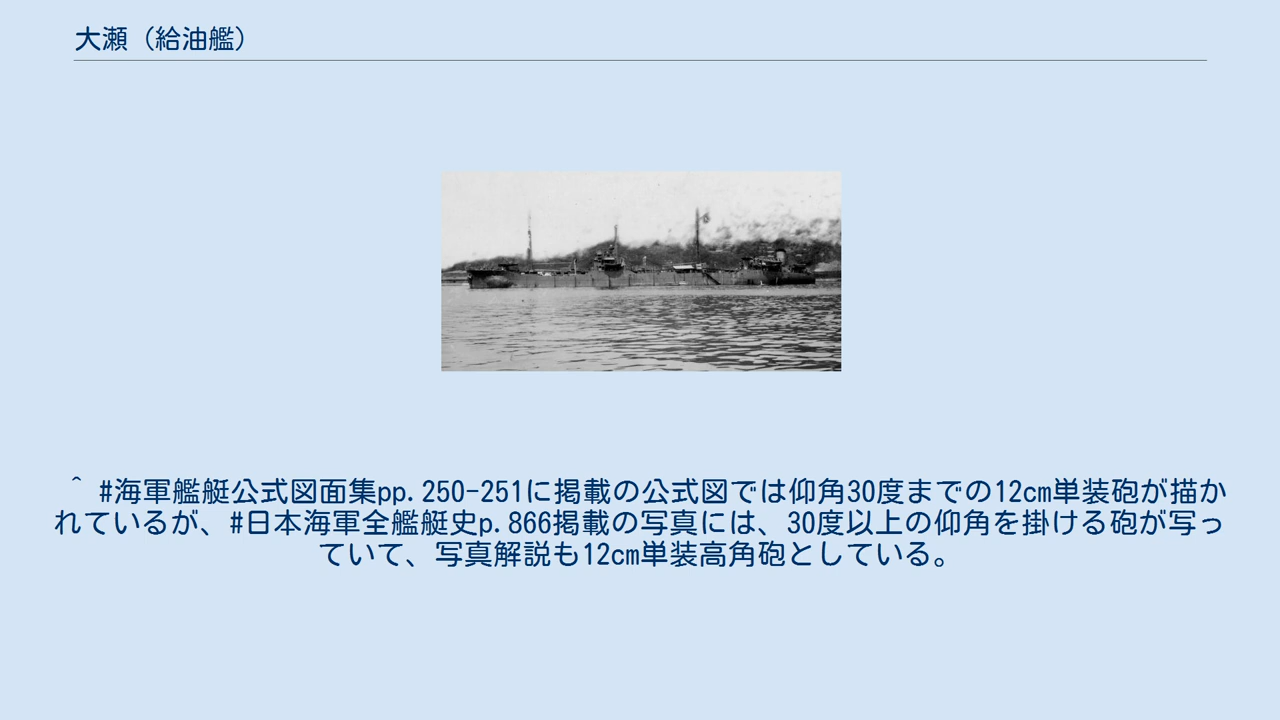 大瀬（給油艦）
^ #海軍艦艇公式図面集pp.250-251に掲載の公式図では仰角30度までの12cm単装砲が描か
れているが、#日本海軍全艦艇史p.866掲載の写真には、30度以上の仰角を掛ける砲が写っ
ていて、写真解説も12cm単装高角砲としている。